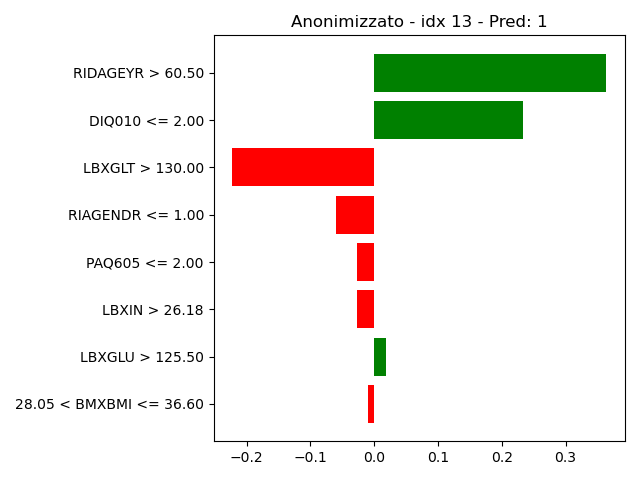 Anonimizzato - idx 13 - Pred: 1
RIDAGEYR > 60.50
DIQ010 <= 2.00
LBXGLT > 130.00
RIAGENDR <= 1.00
PAQ605 <= 2.00
LBXIN > 26.18
LBXGLU > 125.50
28.05 < BMXBMI <= 36.60
−0.2 −0.1 0.0 0.1 0.2 0.3